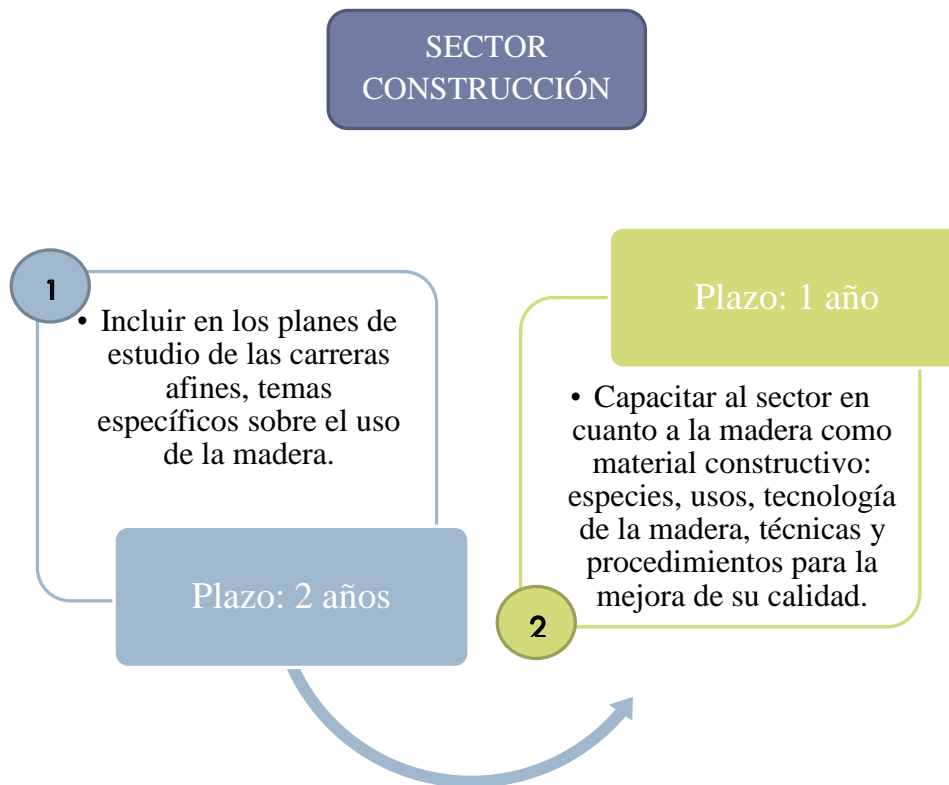 SECTOR
CONSTRUCCIÓN
1
• Incluir en los planes de
estudio de las carreras
afines, temas
específicos sobre el uso
de la madera.
Plazo: 2 años
Plazo: 1 año
• Capacitar al sector en
cuanto a la madera como
material constructivo:
especies, usos, tecnología
de la madera, técnicas y
procedimientos para la
mejora de su calidad.
2